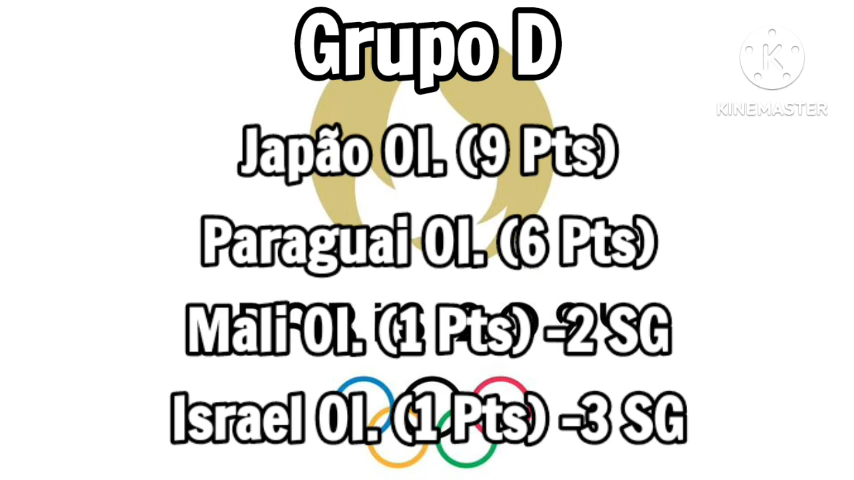 Grupo D
KINEMASTER
Japão Ol. (9 Pts)
Paraguai Ol. (6 Pts)
Mali Ol. (1 Pts) -2 SG
Israel Ol. (1 Pts) -3 SG